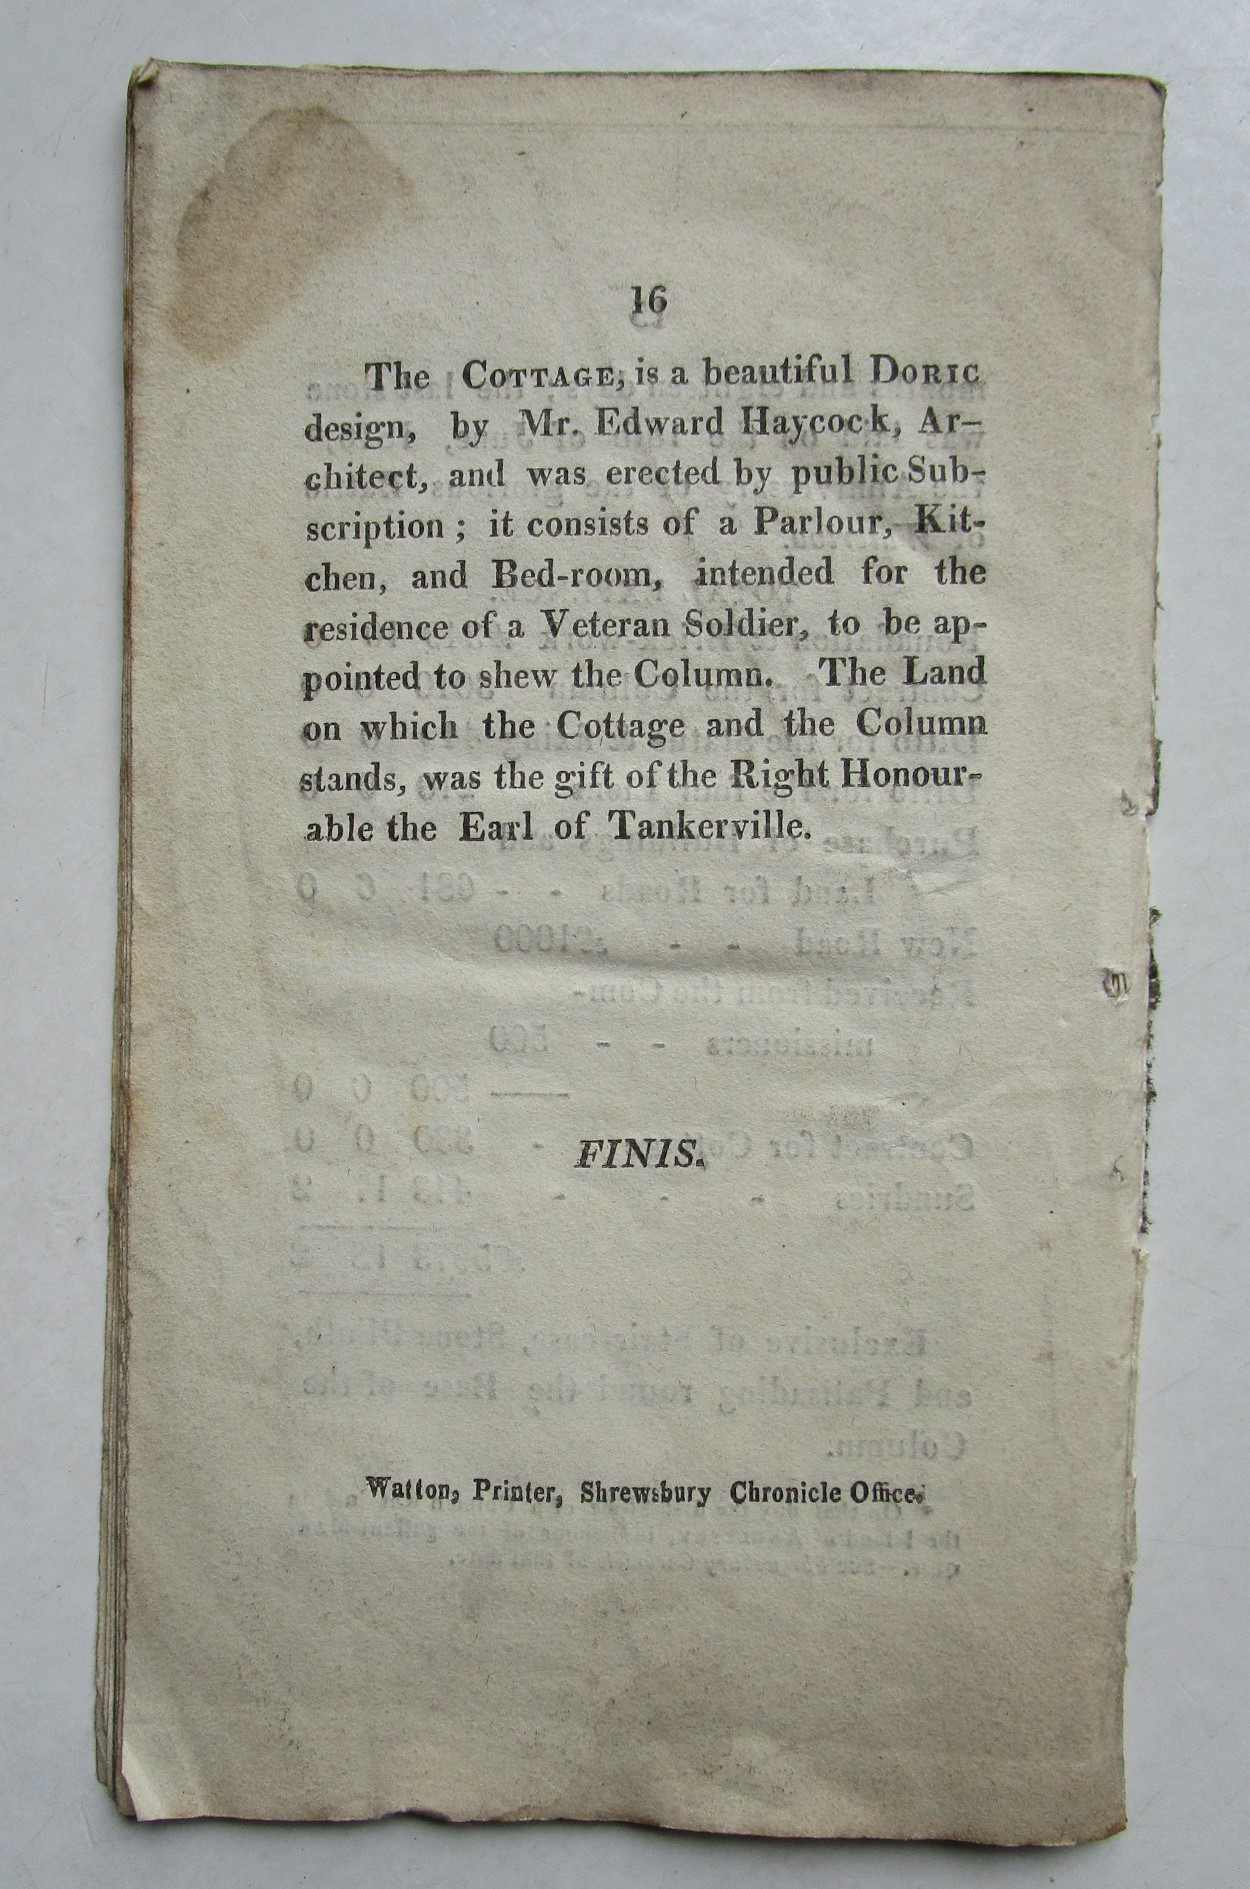 16
The COTTAGE, is a beautiful DORIC
design, by Mr. Edward Haycock, Ar-
chitect, and was erected by public Sub-
scription ; it consists of a Parlour, Kit-
chen, and Bed-room, intended for the
residence of a Veteran Soldier, to be ap-
pointed to shew the Column. The Land
on which the Cottage and the Column
stands, was the gift of the Right Honour-
able the Earl of Tankerville.
FINIS.
Watton, Printer, Shrewsbury Chronicle Office.